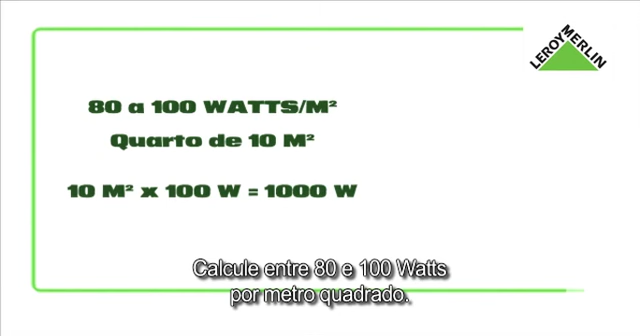 LEROY MERLIN
80 a 100 WATTS/M²
Quarto de 10 M²
10 M² x 100 W = 1000 W
Calcule entre 80 e 100 Watts
por metro quadrado.